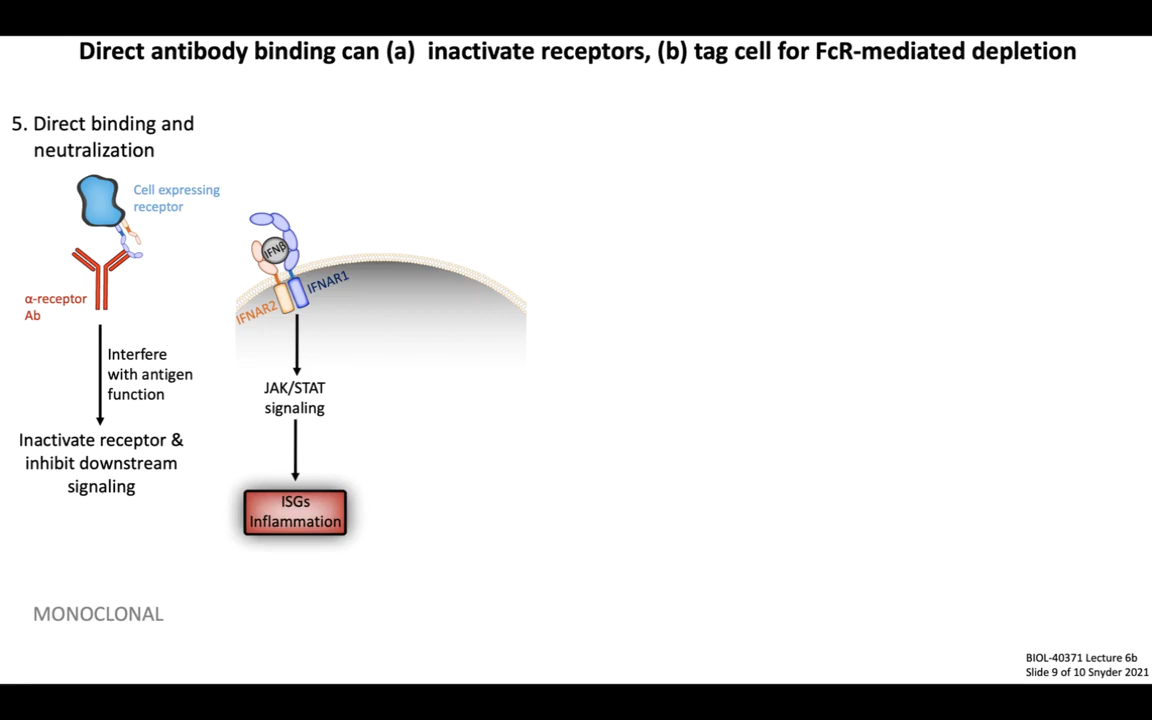 Direct antibody binding can (a) inactivate receptors, (b) tag cell for FcR-mediated depletion
5. Direct binding and
neutralization
Cell expressing
receptor
α-receptor
Ab
Interfere
with antigen
function
Inactivate receptor &
inhibit downstream
signaling
IFNβ
IFNAR1
IFNAR2
JAK/STAT
signaling
ISGs
Inflammation
MONOCLONAL
BIOL-40371 Lecture 6b
Slide 9 of 10 Snyder 2021